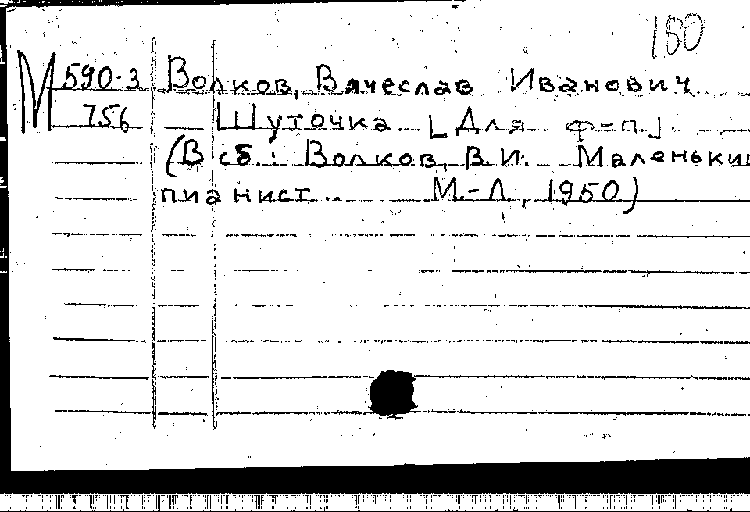 180
М 590-3 Волков, Вячеслав Иванович
756 Шуточка [Для ф-п.]
(В сб.: Волков, В.И. Маленький
пианист... М.-Л., 1950)